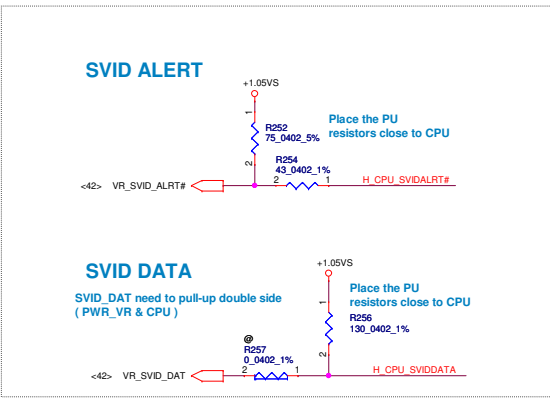 SVID ALERT
+1.05VS
1
R252
75_0402_5%
Place the PU
resistors close to CPU
2
R254
43_0402_1%
<42> VR_SVID_ALRT#
2 1
H_CPU_SVIDALRT#
SVID DATA
+1.05VS
SVID_DAT need to pull-up double side
( PWR_VR & CPU )
Place the PU
resistors close to CPU
1
R256
130_0402_1%
2
@
R257
0_0402_1%
<42> VR_SVID_DAT
2 1
H_CPU_SVIDDATA